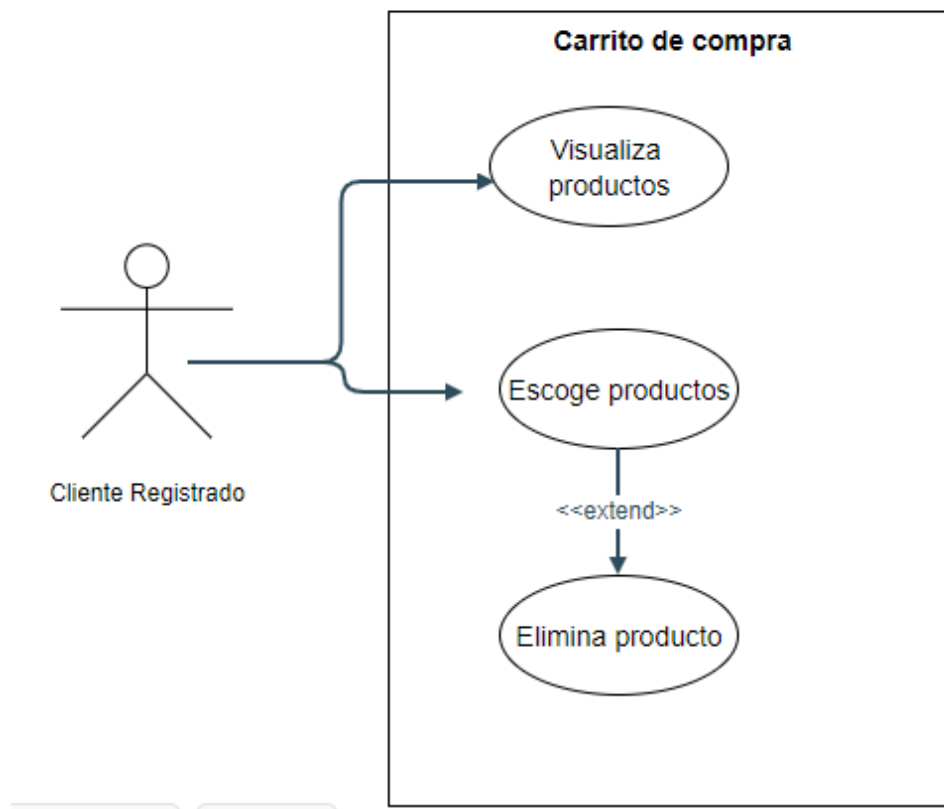 Carrito de compra
Visualiza
productos
Escoge productos
<<extend>>
Cliente Registrado
Elimina producto